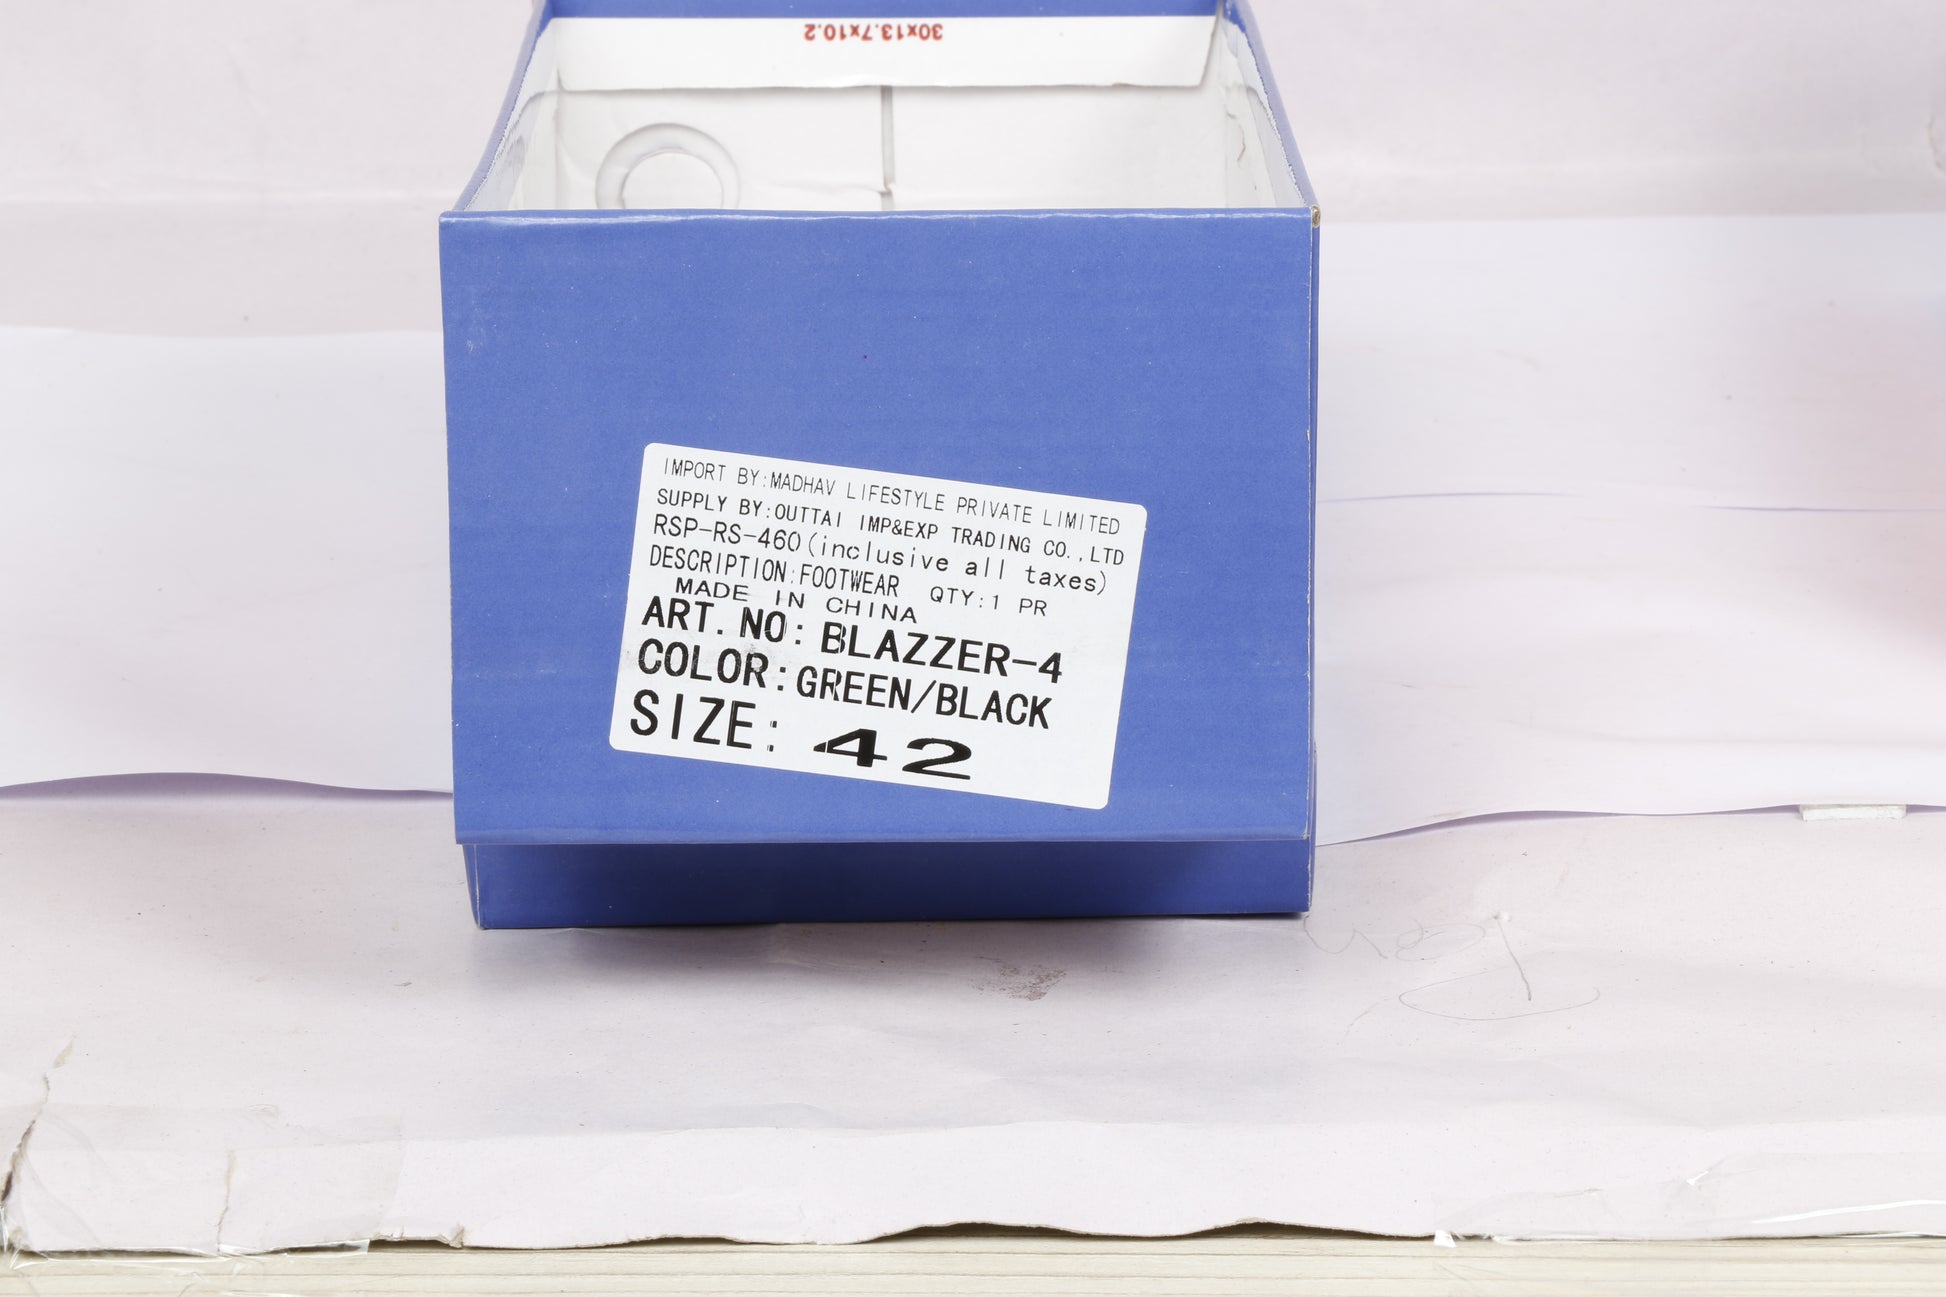 30x13.7x10.2
IMPORT BY:MADHAV LIFESTYLE PRIVATE LIMITED
SUPPLY BY:OUTTAI IMP&EXP TRADING CO.,LTD
RSP-RS-460(inclusive all taxes)
DESCRIPTION:FOOTWEAR QTY:1 PR
MADE IN CHINA
ART. NO: BLAZZER-4
COLOR:GREEN/BLACK
SIZE: 42